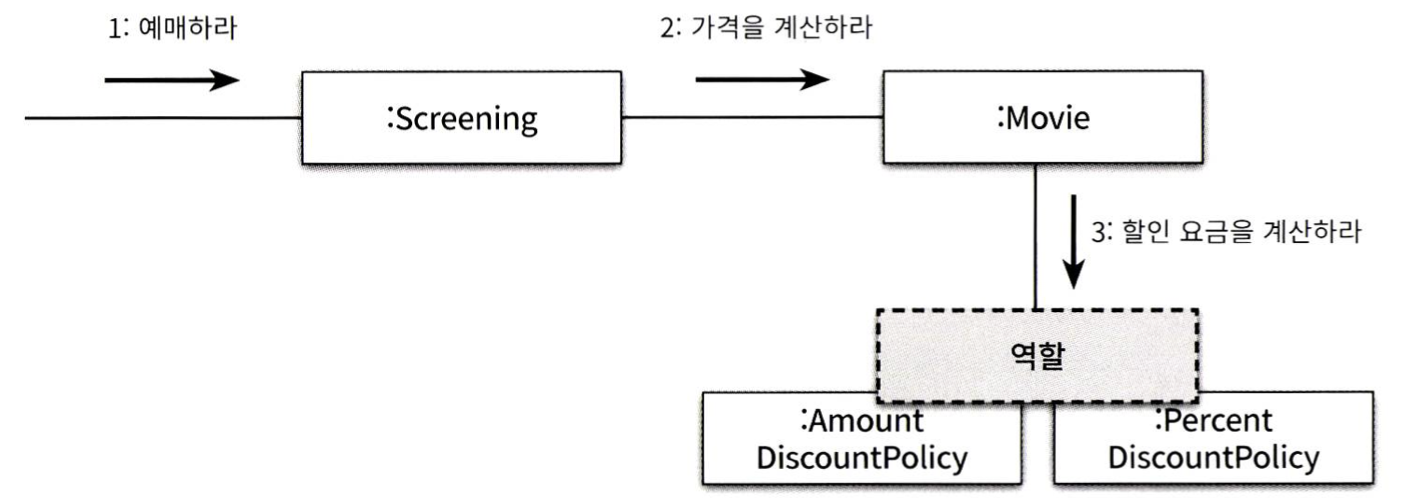 1: 예매하라
2: 가격을 계산하라
:Screening
:Movie
3: 할인 요금을 계산하라
역할
:Amount
DiscountPolicy
:Percent
DiscountPolicy